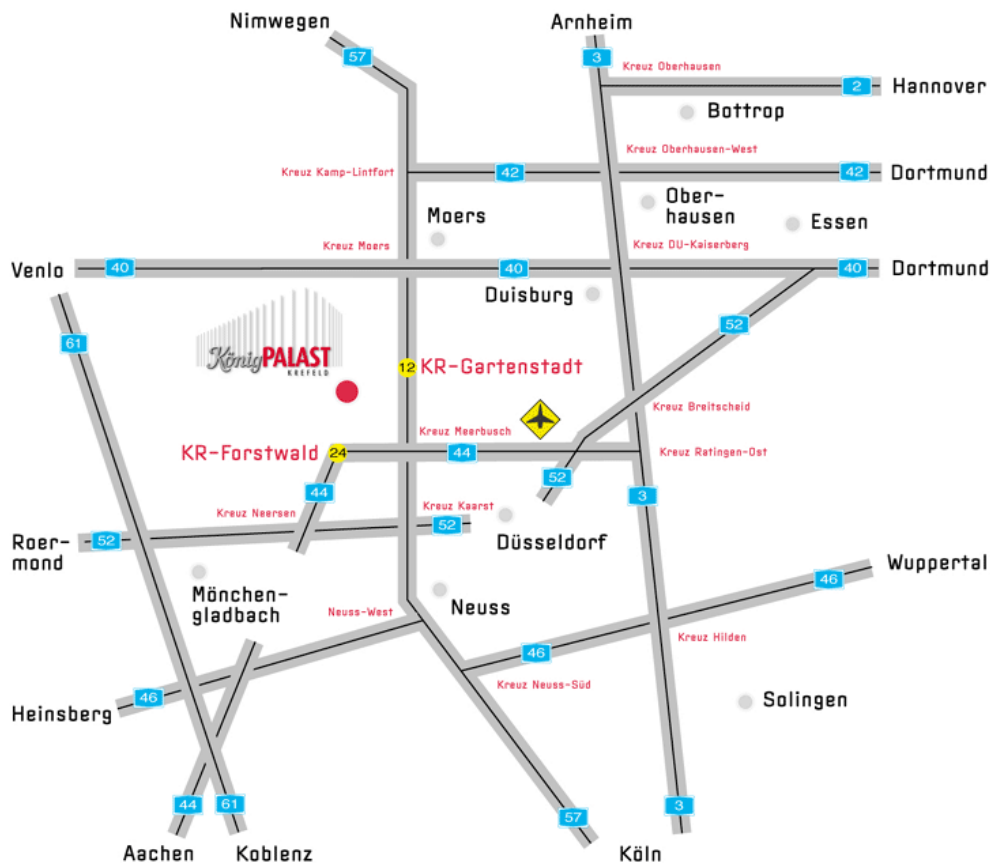 Nimwegen
Arnheim
57
3
Kreuz Oberhausen
2
Hannover
Bottrop
Kreuz Oberhausen-West
Kreuz Kamp-Lintfort
42
42
Dortmund
Ober-
hausen
Moers
Essen
Kreuz Moers
Kreuz DU-Kaiserberg
Venlo
40
40
40
Dortmund
Duisburg
52
61
KönigPALAST
KREFELD
12
KR-Gartenstadt
Kreuz Breitscheid
Kreuz Meerbusch
KR-Forstwald
24
44
Kreuz Ratingen-Ost
52
44
3
Kreuz Neersen
Kreuz Kaarst
52
52
Roer-
mond
Düsseldorf
Wuppertal
Mönchen-
gladbach
46
Neuss
Neuss-West
Kreuz Hilden
46
Kreuz Neuss-Süd
46
Heinsberg
Solingen
44
61
57
3
Aachen
Koblenz
Köln